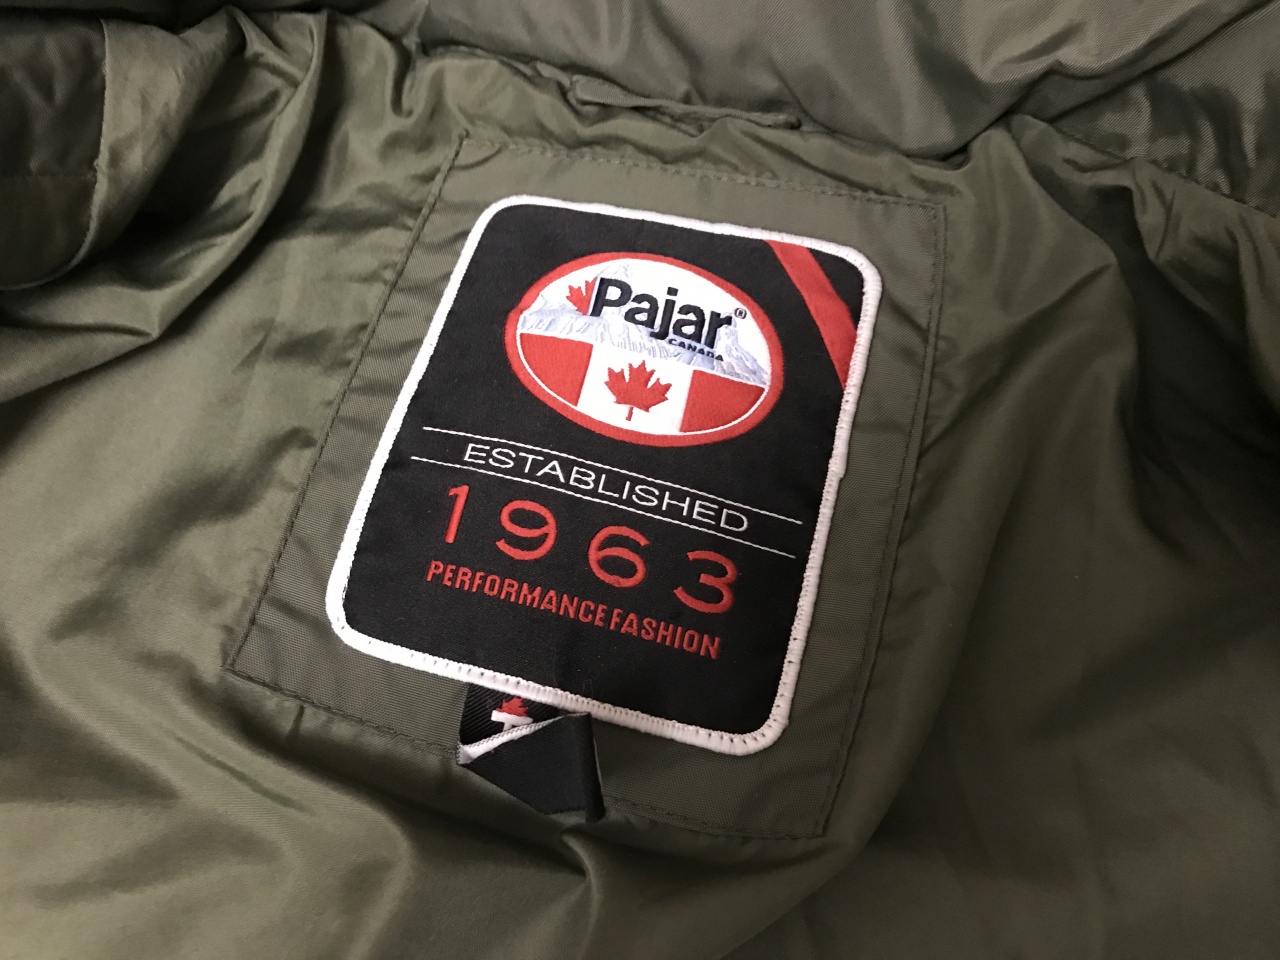 Pajar®
CANADA
ESTABLISHED
1963
PERFORMANCE FASHION